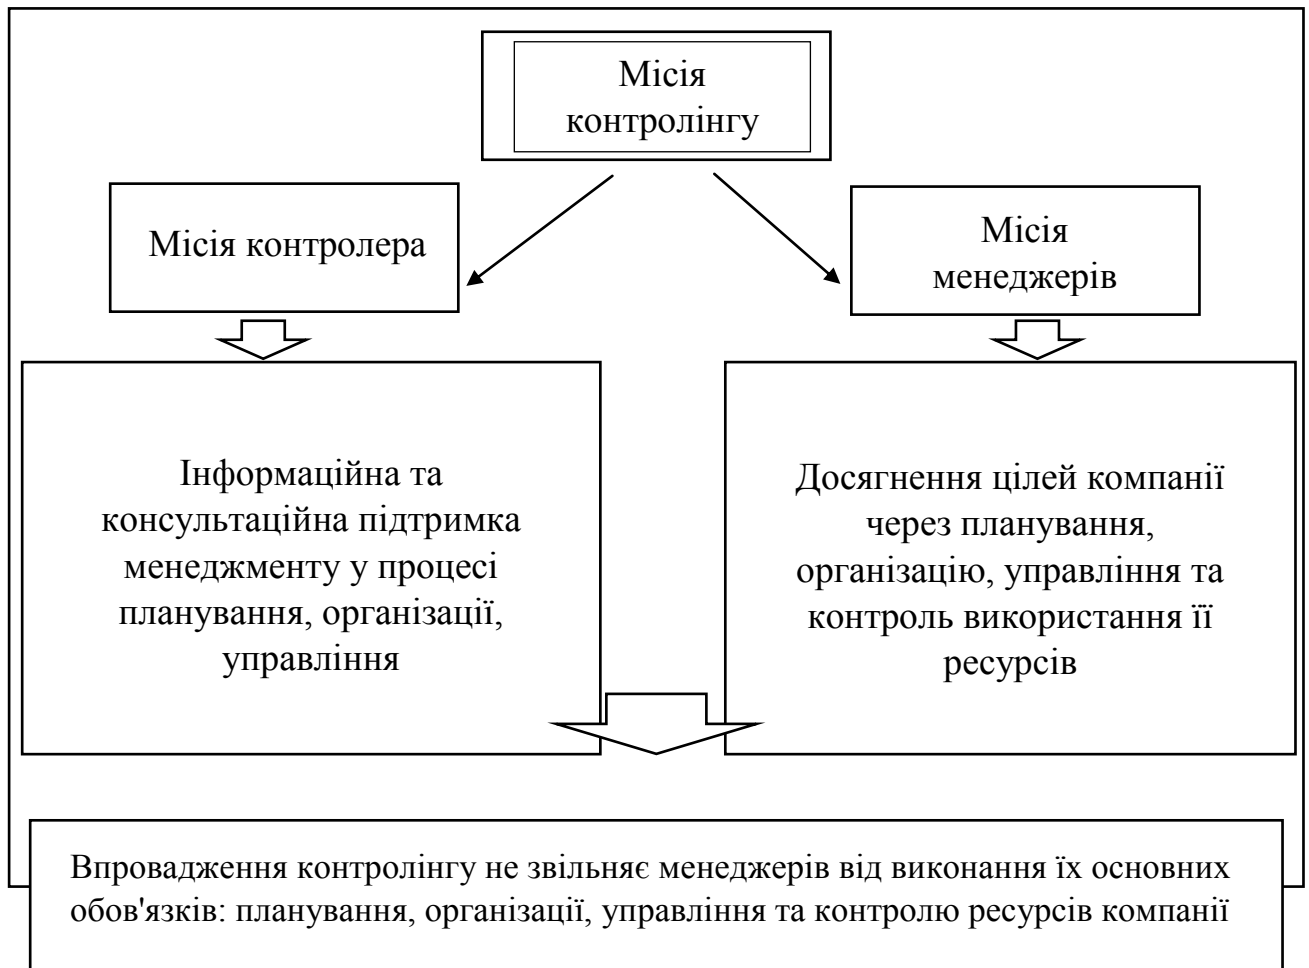 Місія
контролінгу
Місія контролера
Місія
менеджерів
Інформаційна та
консультаційна підтримка
менеджменту у процесі
планування, організації,
управління
Досягнення цілей компанії
через планування,
організацію, управління та
контроль використання її
ресурсів
Впровадження контролінгу не звільняє менеджерів від виконання їх основних
обов'язків: планування, організації, управління та контролю ресурсів компанії